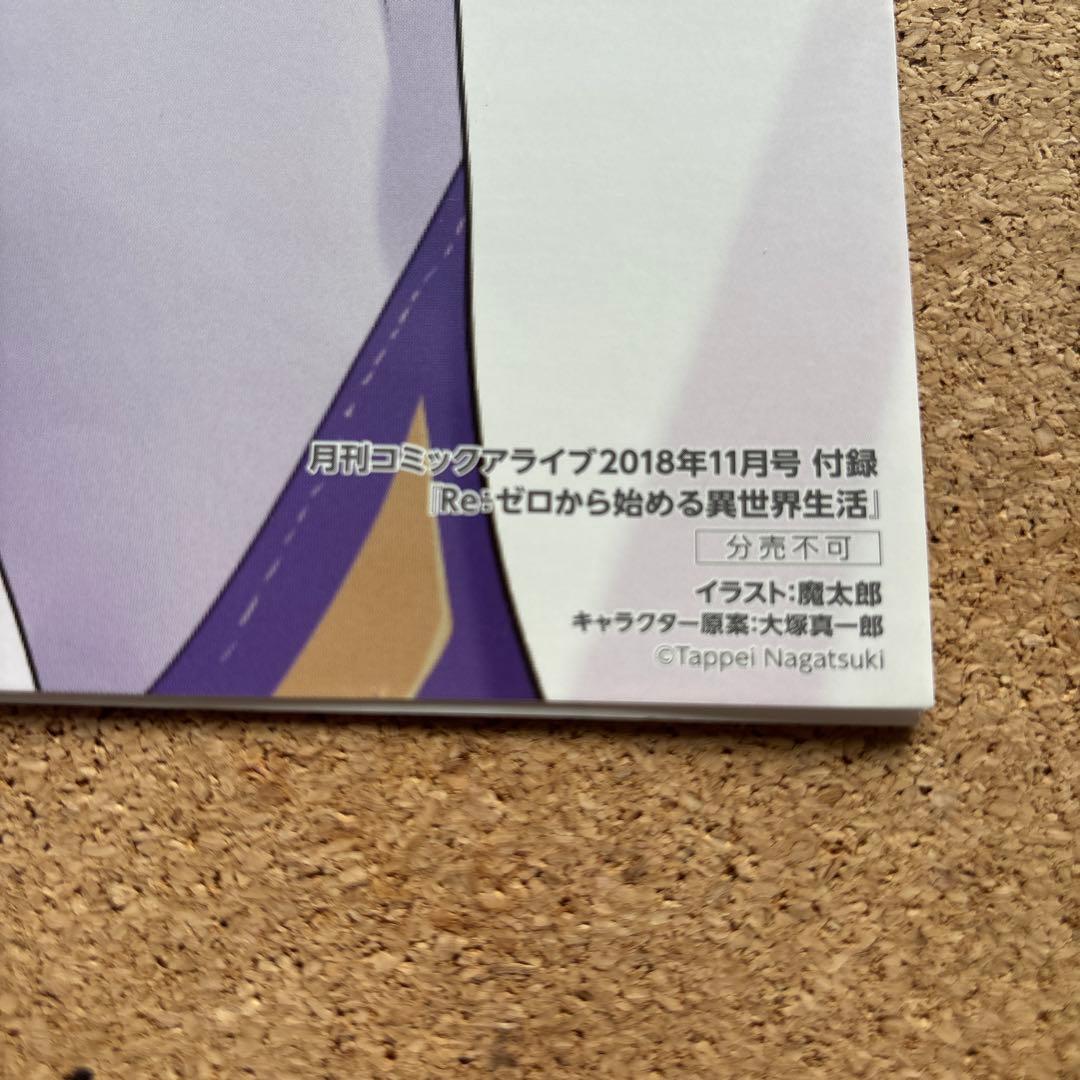 月刊コミックアライブ2018年11月号 付録
『Re:ゼロから始める異世界生活』
分売不可
イラスト:魔太郎
キャラクター原案:大塚真一郎
©Tappei Nagatsuki